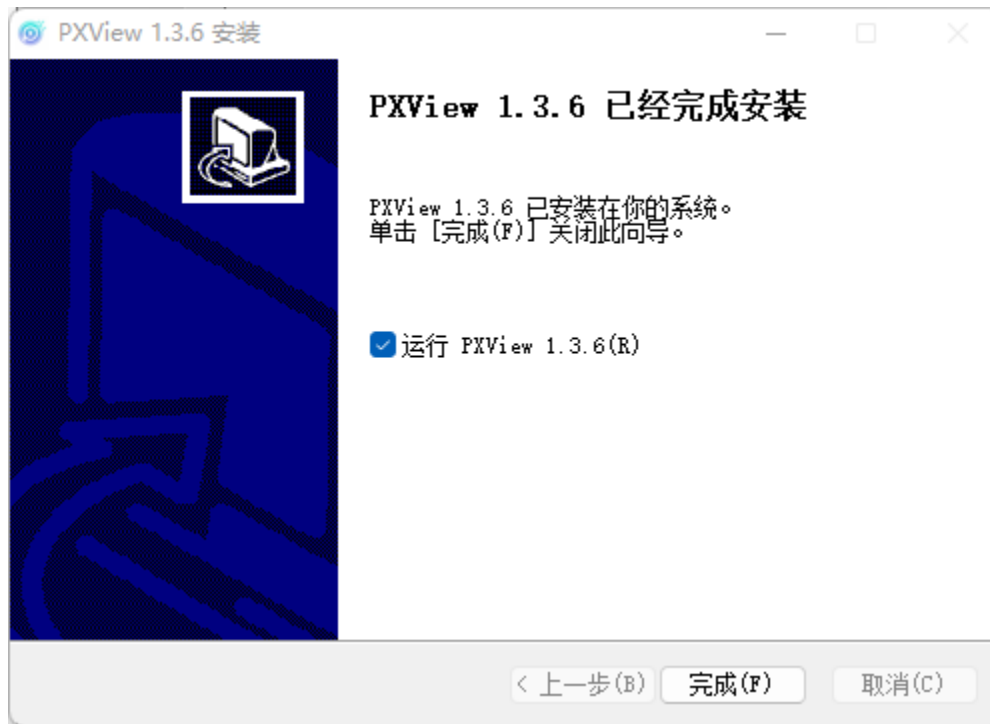 PXView 1.3.6 安装
PXView 1.3.6 已经完成安装
PXView 1.3.6 已安装在你的系统。
单击 [完成(F)] 关闭此向导。
运行 PXView 1.3.6(R)
< 上一步(B)
完成(F)
取消(C)